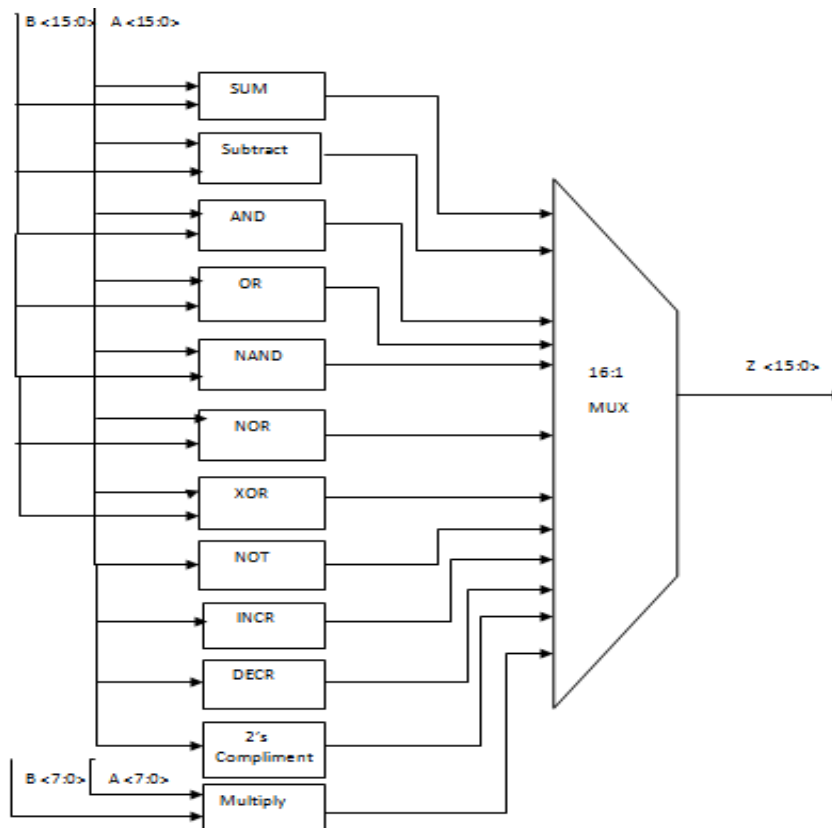 B <15:0> A <15:0>
SUM
Subtract
AND
OR
NAND
NOR
XOR
NOT
INCR
DECR
2's
Compliment
Multiply
B <7:0> A <7:0>
16:1
MUX
Z <15:0>